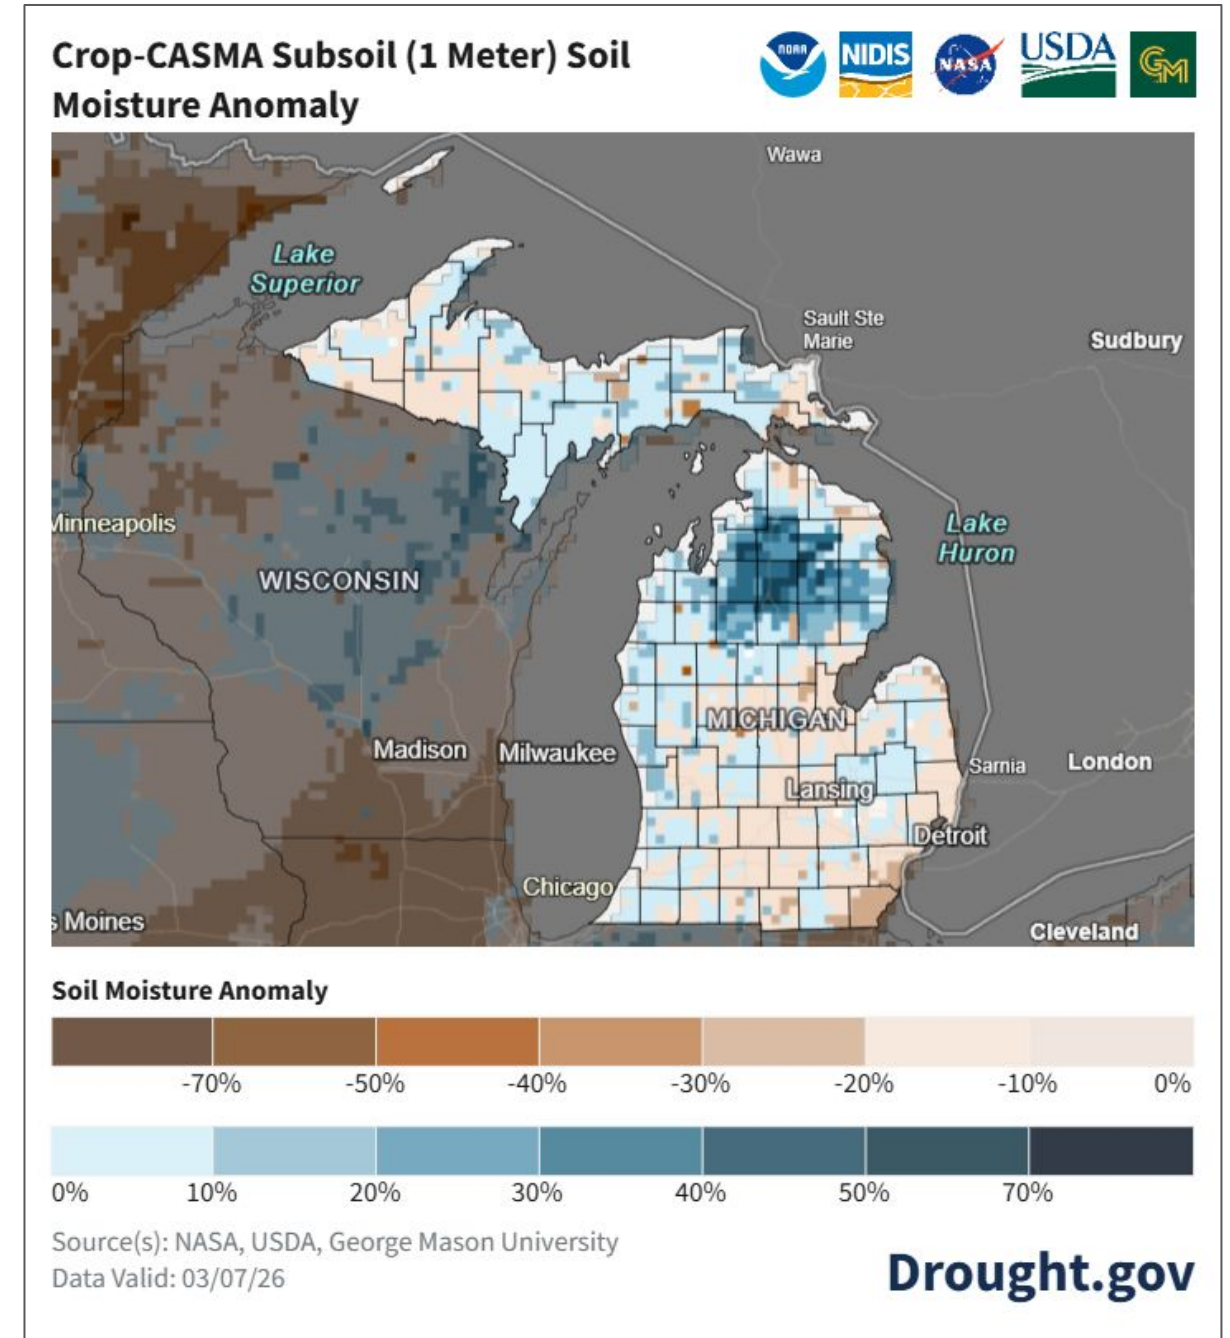 Crop-CASMA Subsoil (1 Meter) Soil
Moisture Anomaly
NOAA
NIDIS
NASA
USDA
GM
Wawa
Lake
Superior
Sault Ste
Marie
Sudbury
Minneapolis
Lake
Huron
WISCONSIN
MICHIGAN
Madison
Milwaukee
Sarnia
London
Lansing
Detroit
Chicago
s Moines
Cleveland
Soil Moisture Anomaly
-70% -50% -40% -30% -20% -10% 0%
0% 10% 20% 30% 40% 50% 70%
Source(s): NASA, USDA, George Mason University
Data Valid: 03/07/26
Drought.gov